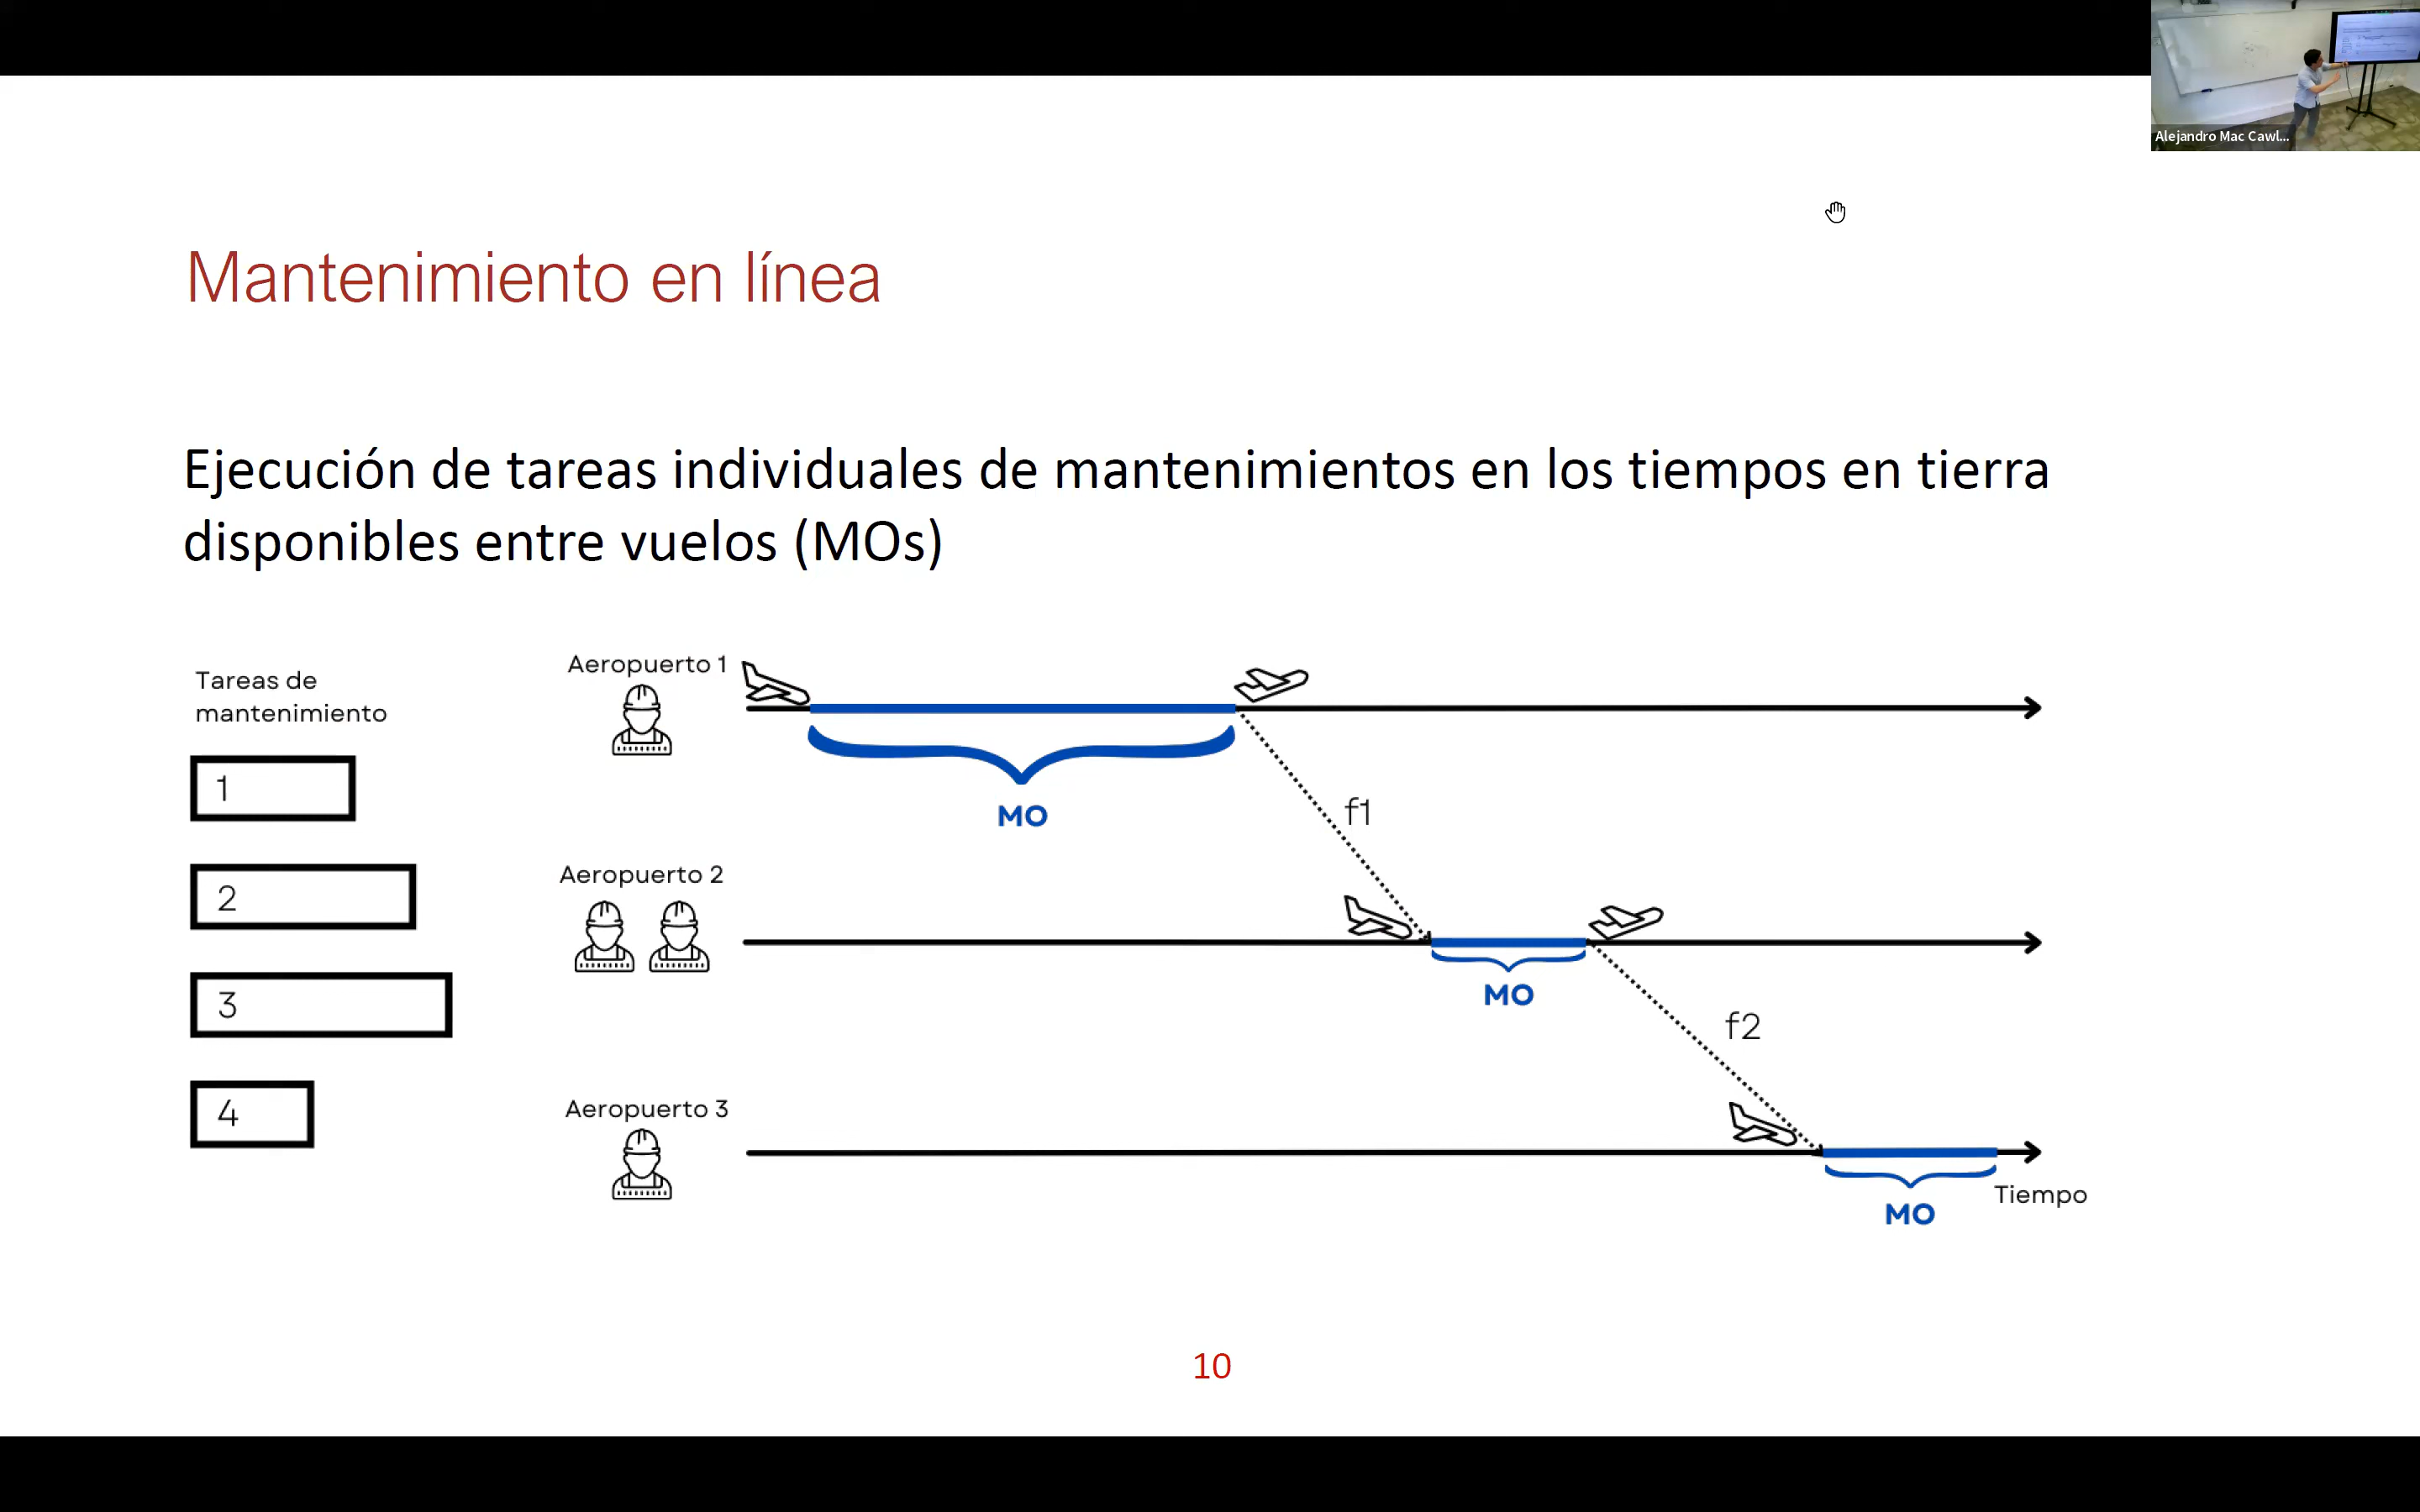 Alejandro Mac Cawl...
Mantenimiento en línea
Ejecución de tareas individuales de mantenimientos en los tiempos en tierra
disponibles entre vuelos (MOs)
Tareas de
mantenimiento
1
2
3
4
Aeropuerto 1
MO
f1
Aeropuerto 2
MO
f2
Aeropuerto 3
MO
Tiempo
10